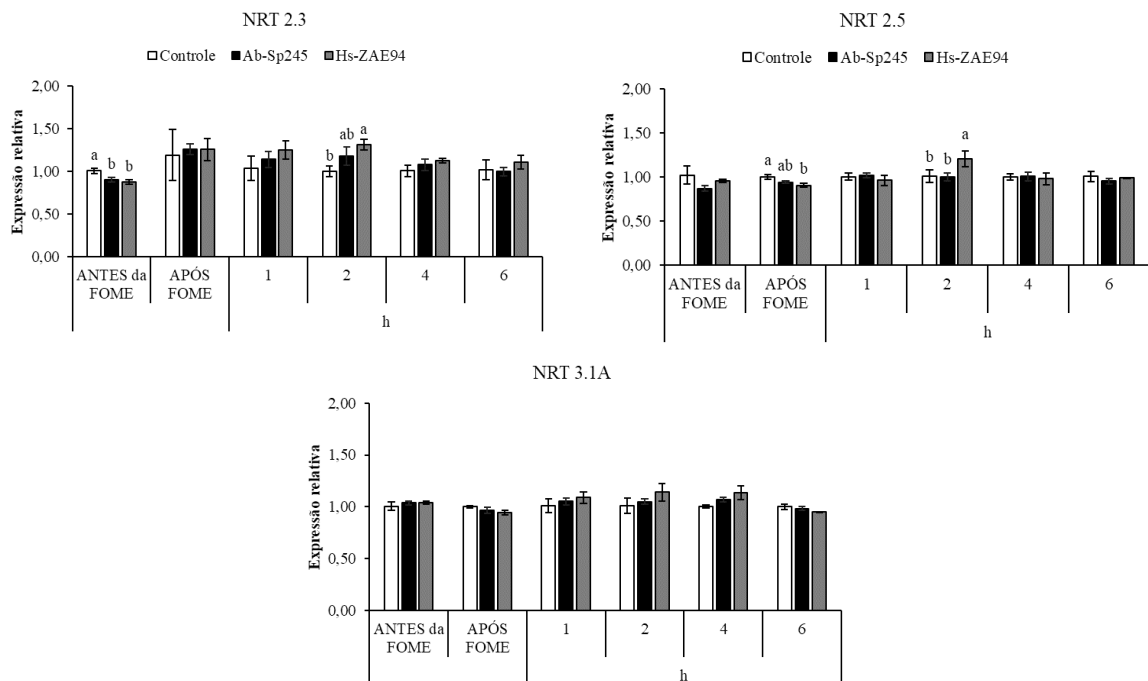 NRT 2.3
Controle Ab-Sp245 Hs-ZAE94
Expressão relativa
2,00
1,50
1,00
0,50
0,00
a b b
b ab a
ANTES da FOME
APÓS FOME
1 2 4 6
h
NRT 2.5
Controle Ab-Sp245 Hs-ZAE94
Expressão relativa
2,00
1,50
1,00
0,50
0,00
a ab b
b b a
ANTES da FOME
APÓS FOME
1 2 4 6
h
NRT 3.1A
Expressão relativa
2,00
1,50
1,00
0,50
0,00
ANTES da FOME
APÓS FOME
1 2 4 6
h